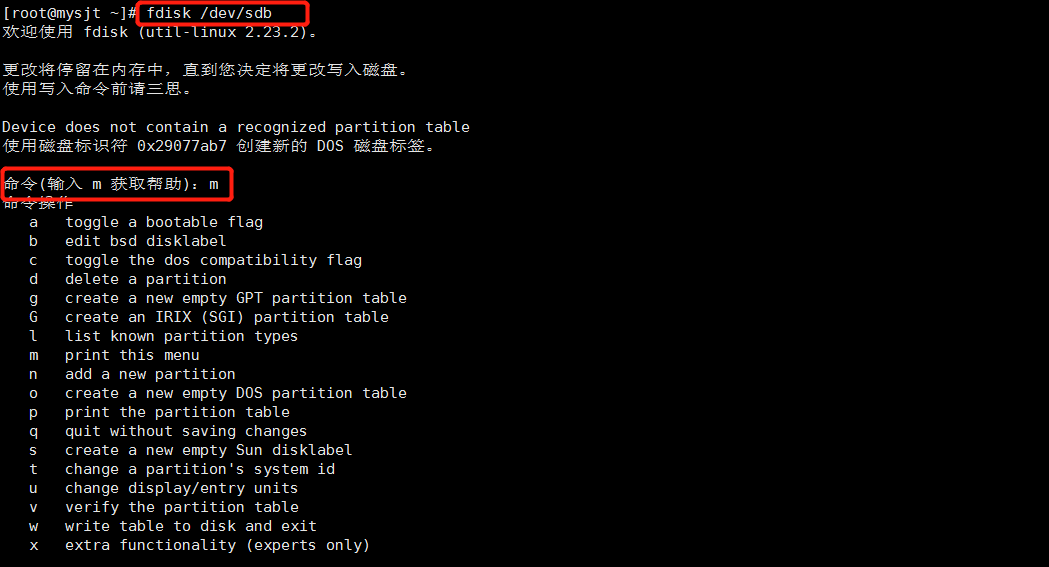 [root@mysjt ~]# fdisk /dev/sdb
欢迎使用 fdisk (util-linux 2.23.2)。
更改将停留在内存中，直到您决定将更改写入磁盘。
使用写入命令前请三思。
Device does not contain a recognized partition table
使用磁盘标识符 0x29077ab7 创建新的 DOS 磁盘标签。
命令(输入 m 获取帮助)：m
命令操作
a   toggle a bootable flag
b   edit bsd disklabel
c   toggle the dos compatibility flag
d   delete a partition
g   create a new empty GPT partition table
G   create an IRIX (SGI) partition table
l   list known partition types
m   print this menu
n   add a new partition
o   create a new empty DOS partition table
p   print the partition table
q   quit without saving changes
s   create a new empty Sun disklabel
t   change a partition's system id
u   change display/entry units
v   verify the partition table
w   write table to disk and exit
x   extra functionality (experts only)